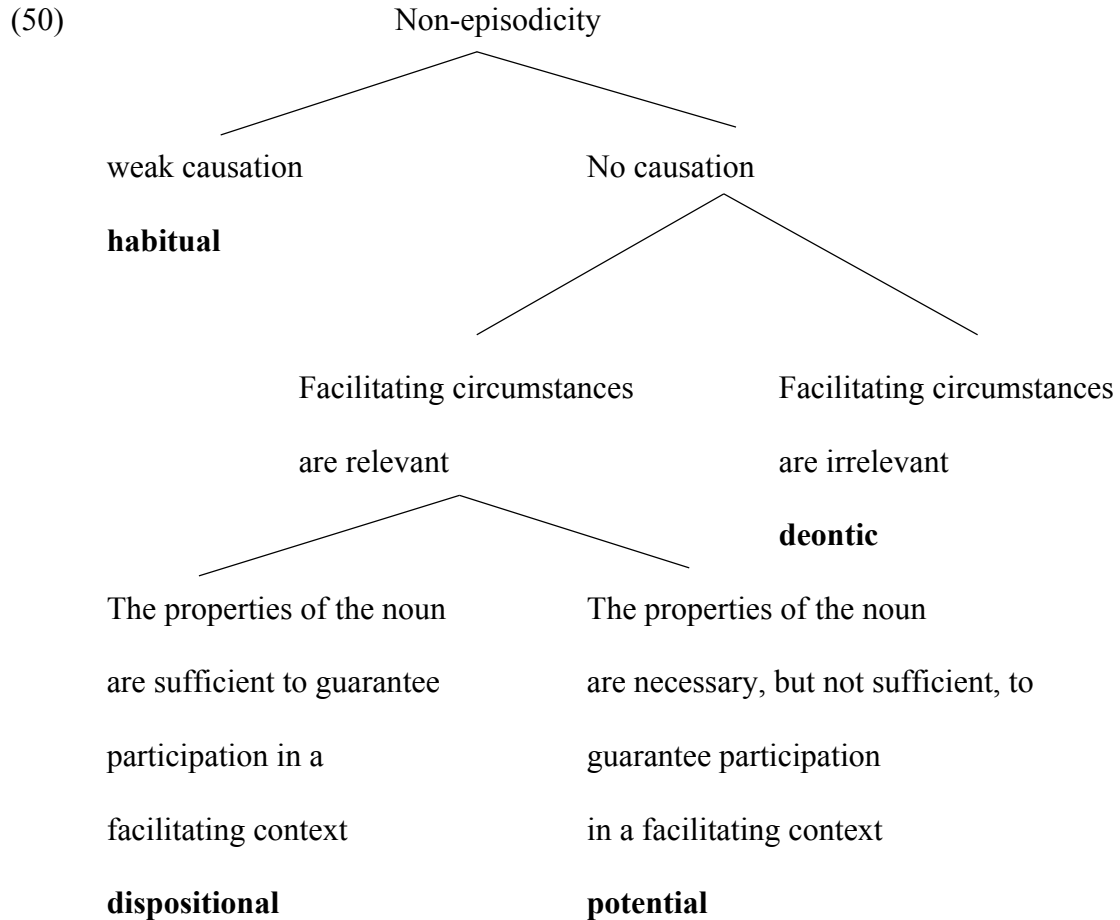 (50) Non-episodicity
weak causation
habitual
No causation
Facilitating circumstances
are relevant
Facilitating circumstances
are irrelevant
deontic
The properties of the noun
are sufficient to guarantee
participation in a
facilitating context
dispositional
The properties of the noun
are necessary, but not sufficient, to
guarantee participation
in a facilitating context
potential